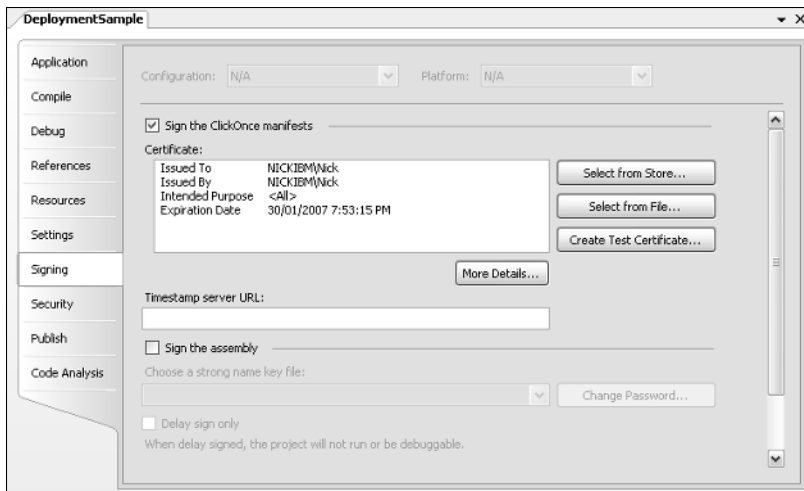 DeploymentSample
Application
Compile
Debug
References
Resources
Settings
Signing
Security
Publish
Code Analysis
Configuration: N/A Platform: N/A
Sign the ClickOnce manifests
Certificate:
Issued To NICKIBM\Nick
Issued By NICKIBM\Nick
Intended Purpose <All>
Expiration Date 30/01/2007 7:53:15 PM
Select from Store...
Select from File...
Create Test Certificate...
More Details...
Timestamp server URL:
Sign the assembly
Choose a strong name key file:
Change Password...
Delay sign only
When delay signed, the project will not run or be debuggable.